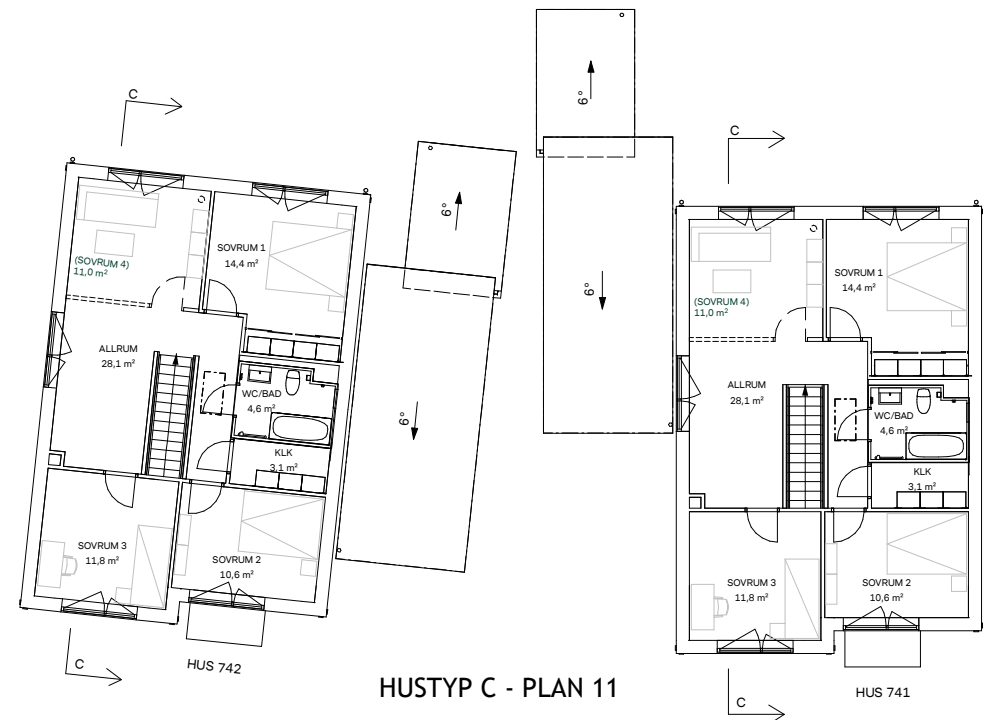 C
(SOVRUM 4)
11,0 m²
SOVRUM 1
14,4 m²
ALLRUM
28,1 m²
WC/BAD
4,6 m²
KLK
3,1 m²
SOVRUM 3
11,8 m²
SOVRUM 2
10,6 m²
C
HUS 742
6°
6°
6°
6°
C
(SOVRUM 4)
11,0 m²
SOVRUM 1
14,4 m²
ALLRUM
28,1 m²
WC/BAD
4,6 m²
KLK
3,1 m²
SOVRUM 3
11,8 m²
SOVRUM 2
10,6 m²
C
HUS 741
HUSTYP C - PLAN 11